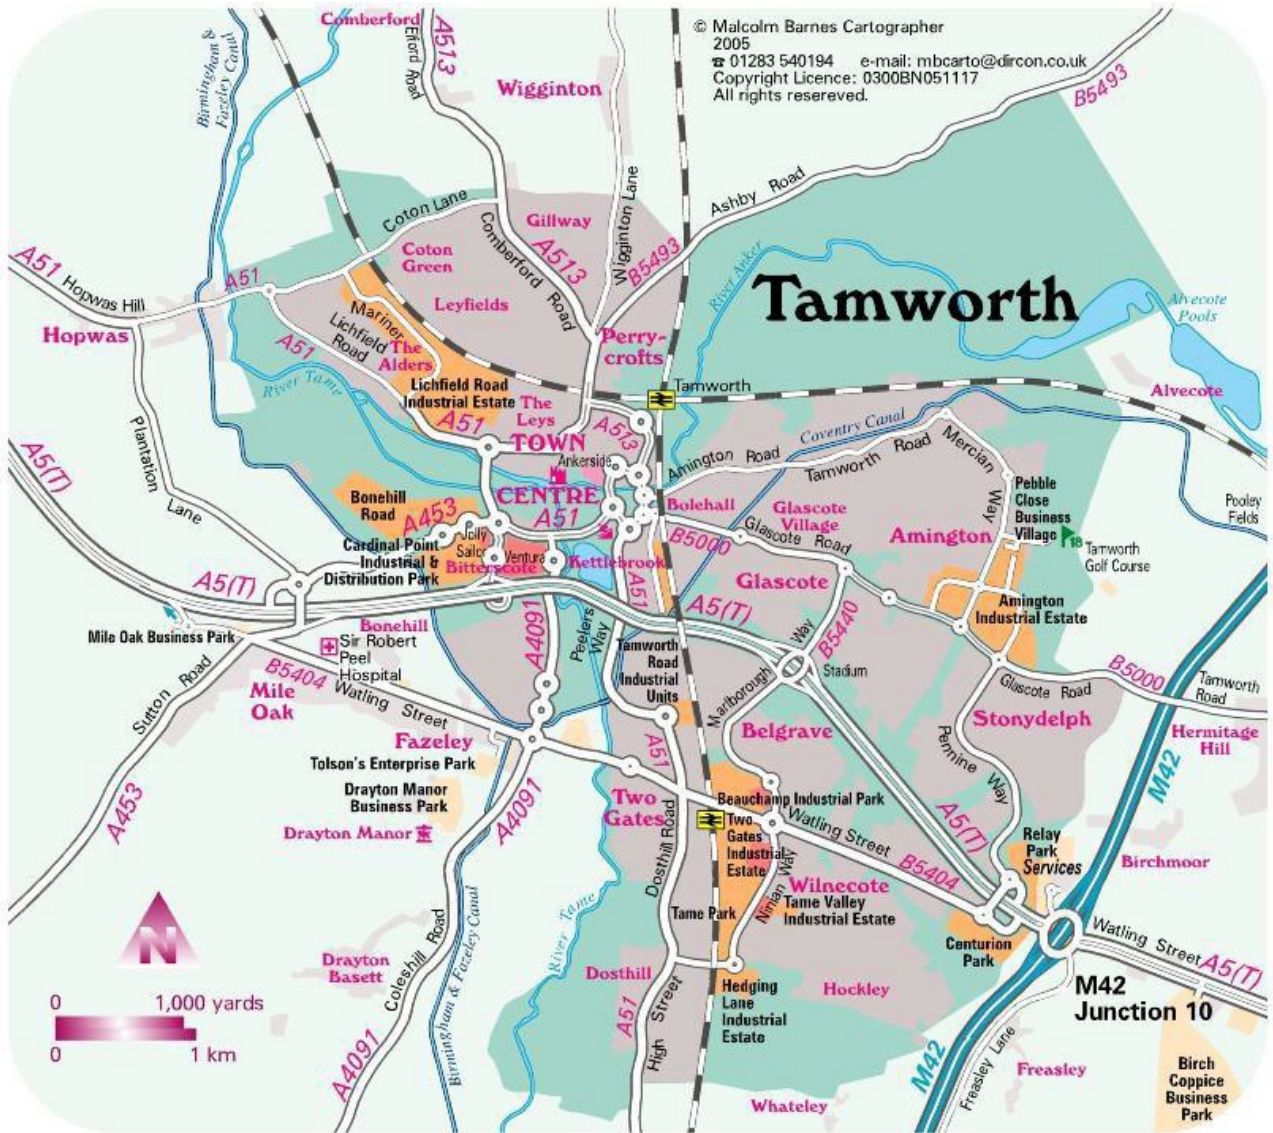 © Malcolm Barnes Cartographer
2005
☎ 01283 540194 e-mail: mbcarto@dircon.co.uk
Copyright Licence: 0300BN051117
All rights resereved.
Tamworth
Comberford
Elford Road
A513
Birmingham &
Fazeley Canal
Wigginton
B5493
Ashby Road
Wigginton Lane
Coton Lane
Gillway
Coton
Green
Comberford Road
A513
B5493
River Anker
A51
Hopwas Hill
A51
Leyfields
Alvecote
Pools
Hopwas
Mariner
Lichfield
Road
The
Alders
A51
Perry-
crofts
River Tame
Lichfield Road
Industrial Estate
Tamworth
Alvecote
The
Leys
A51
A513
Coventry Canal
TOWN
Ankerside
CENTRE
Amington Road
Tamworth Road
Mercian
Way
Plantation
Lane
A5(T)
Bonehill
Road
A453
A51
Bolehall
Glascote
Village
Pebble
Close
Business
Village
Pooley
Fields
Amington
18
Tamworth
Golf Course
B5000
Glascote Road
Jolly
Sailor
Ventura
Cardinal Point
Industrial &
Distribution Park
Bitterscote
Kettlebrook
A5(T)
Glascote
A51
A5(T)
Amington
Industrial Estate
Mile Oak Business Park
Bonehill
Sir Robert
Peel
Hospital
A4091
Peelers
Way
Tamworth
Road
Industrial
Units
Way
B5440
Marlborough
Stadium
B5000
Tamworth
Road
Glascote Road
Sutton Road
B5404
Watling Street
Mile
Oak
Fazeley
Belgrave
Stonydelph
Hermitage
Hill
Pennine Way
A51
Tolson's Enterprise Park
Drayton Manor
Business Park
Drayton Manor
A4091
A453
Two
Gates
Beauchamp Industrial Park
M42
A5(T)
Two
Gates
Industrial
Estate
Watling Street
B5404
Relay
Park
Services
Birchmoor
Dosthill Road
Ninian Way
Wilnecote
Tame Valley
Industrial Estate
Tame Park
Centurion
Park
Watling Street
A5(T)
N
Drayton
Basett
Coleshill Road
Birmingham & Fazeley Canal
River Tame
Dosthill
Hedging
Lane
Industrial
Estate
Hockley
M42
Junction 10
0 1,000 yards
0 1 km
A51
High Street
A4091
M42
Freasley Lane
Freasley
Whateley
Birch
Coppice
Business
Park